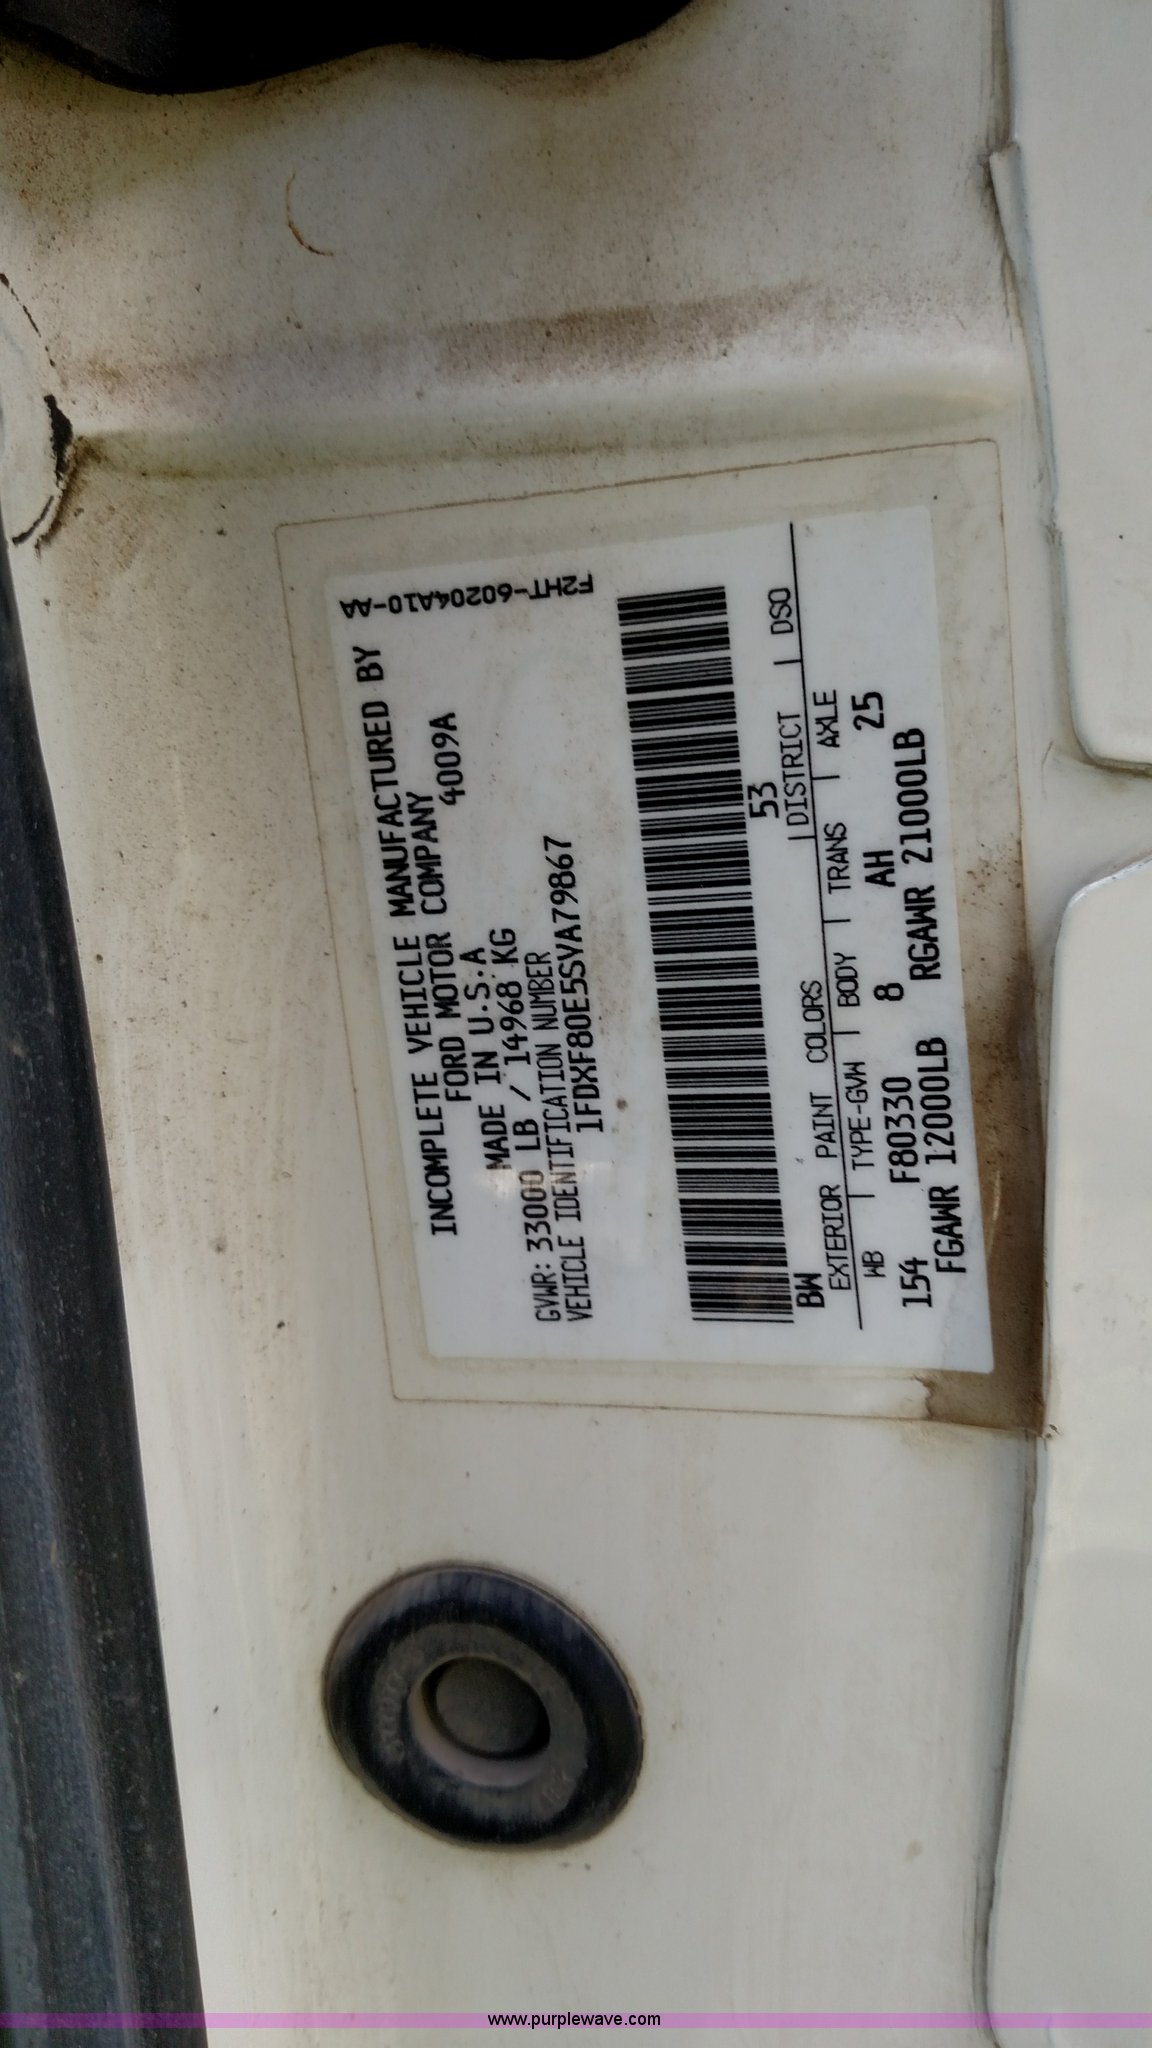 INCOMPLETE VEHICLE MANUFACTURED BY
FORD MOTOR COMPANY
4009A
MADE IN U.S.A
GVWR: 33000 LB / 14968 KG
VEHICLE IDENTIFICATION NUMBER
1FDXF80E5SVA79867
F2HT-60204A10-AA
BW 53
EXTERIOR PAINT COLORS | DISTRICT | DSO
WB | TYPE-GVW | BODY | TRANS | AXLE
154 F80330 8 AH 25
FGAWR 12000LB RGAWR 21000LB
www.purplewave.com